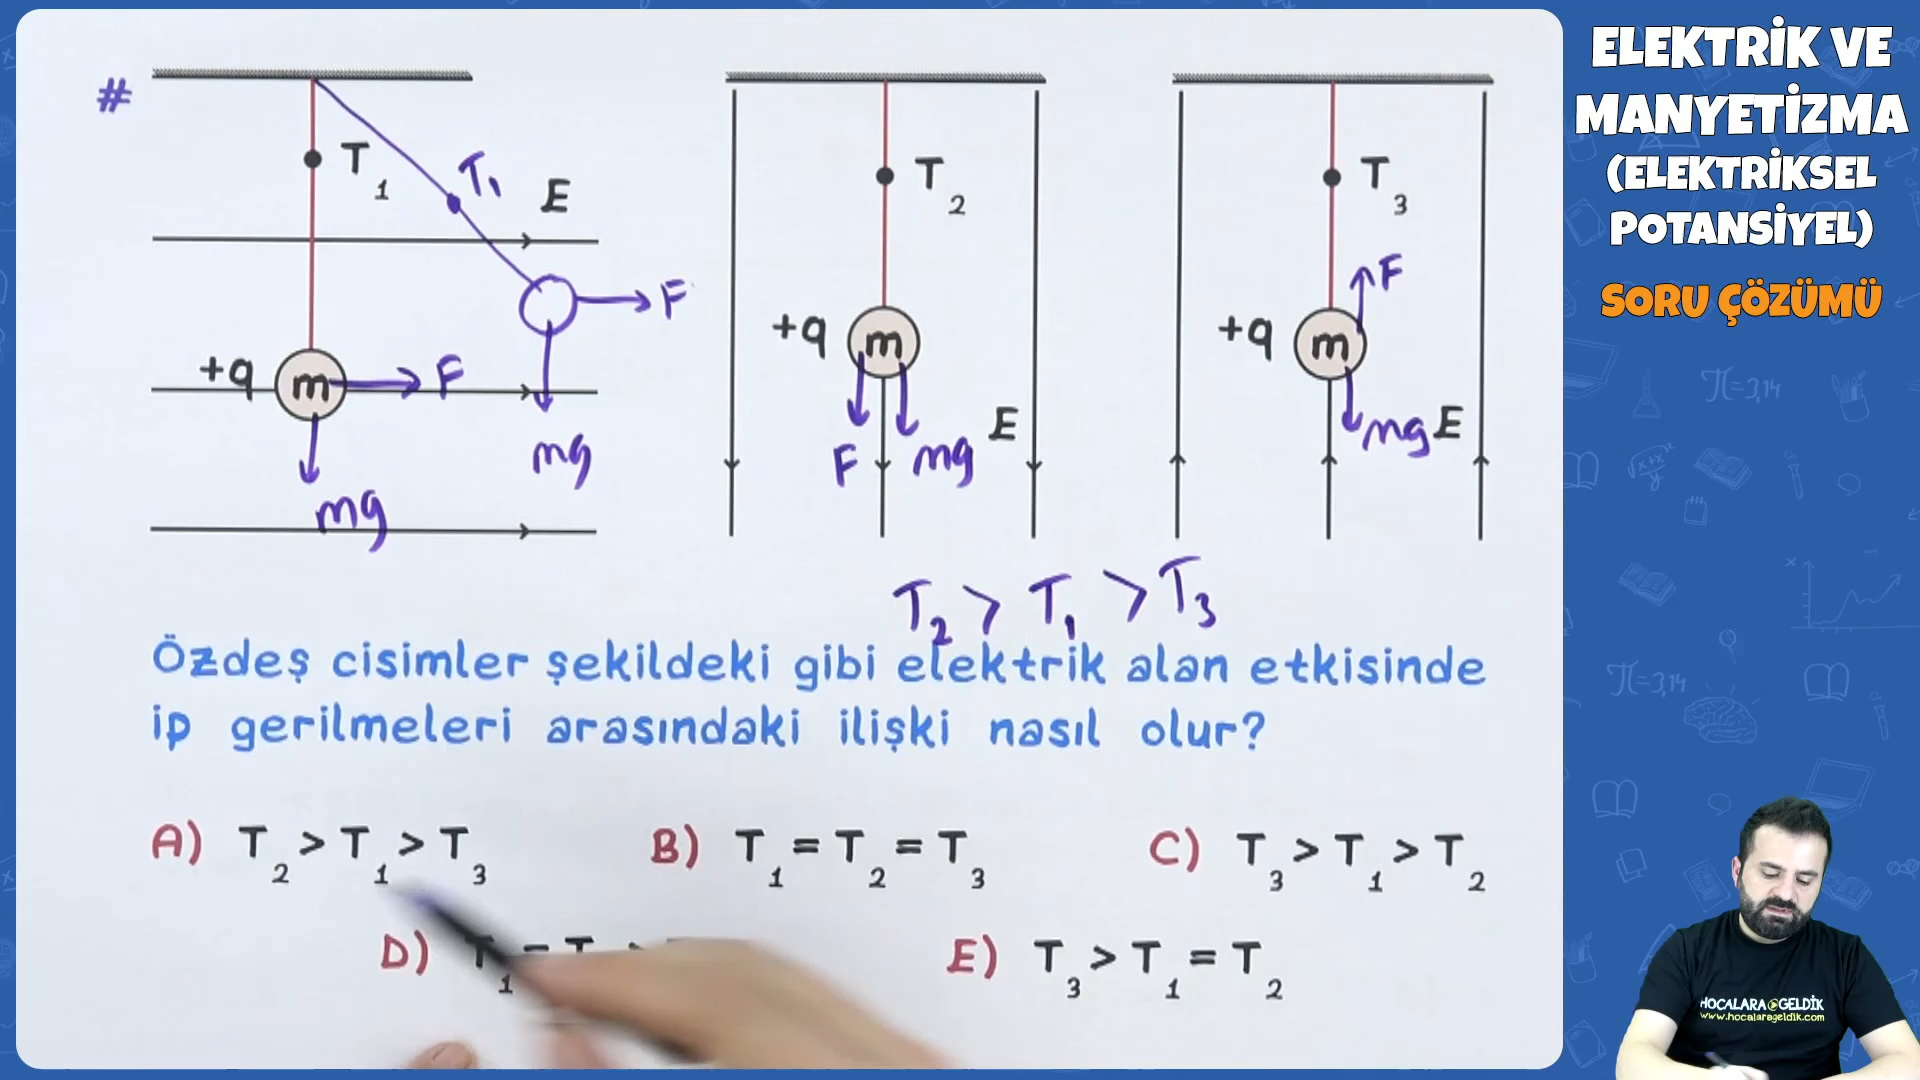 ELEKTRİK VE
MANYETİZMA
(ELEKTRİKSEL
POTANSİYEL)
SORU ÇÖZÜMÜ
#
T1
T1
E
F
+q
m
F
mg
mg
T2
+q
m
E
F
mg
T3
F
+q
m
mg
E
T2 > T1 > T3
Özdeş cisimler şekildeki gibi elektrik alan etkisinde
ip gerilmeleri arasındaki ilişki nasıl olur?
A) T2 > T1 > T3
B) T1 = T2 = T3
C) T3 > T1 > T2
D) T1 =
E) T3 > T1 = T2
HOCALARA GELDİK
www.hocalarageldik.com
π=3,14
π=3,14